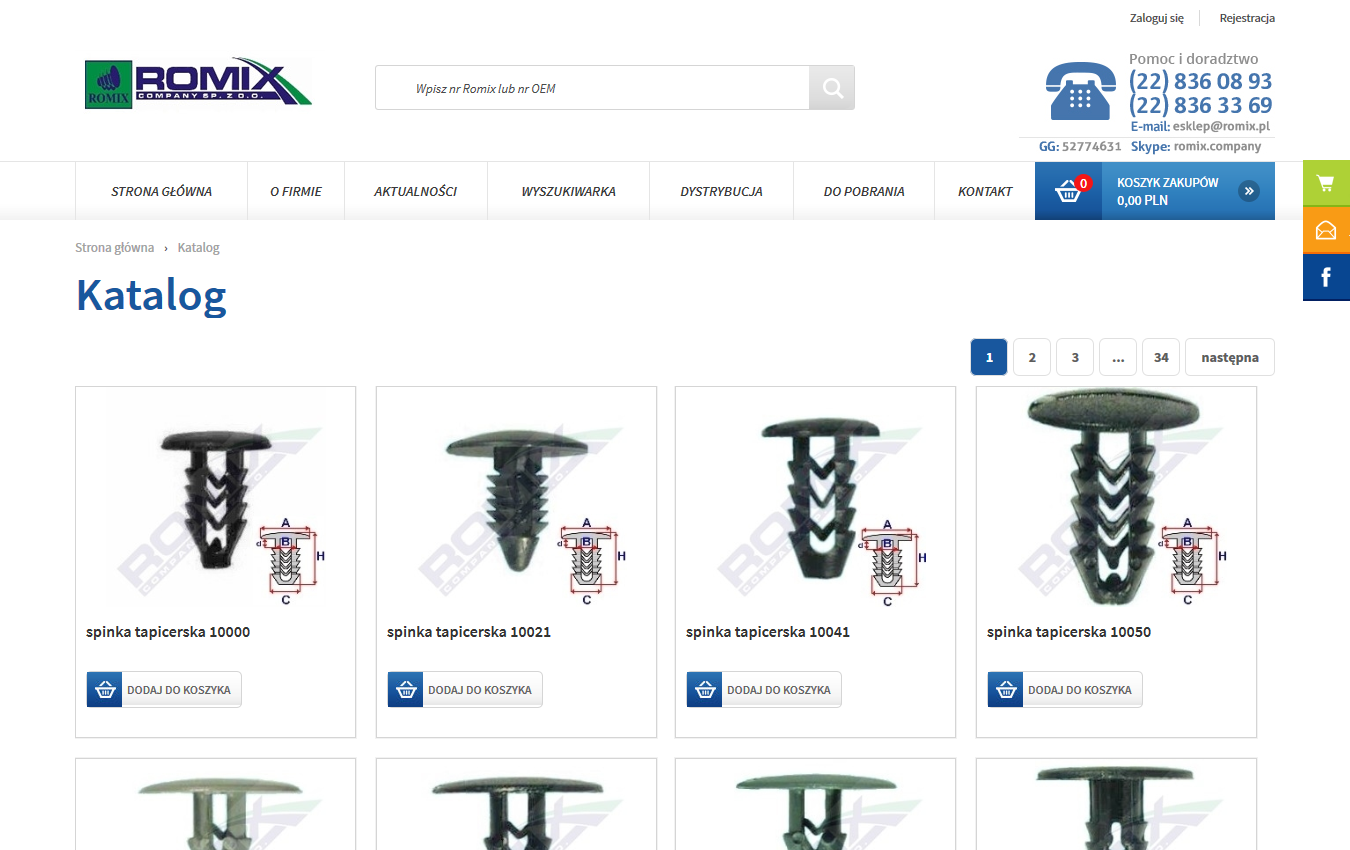 Zaloguj się Rejestracja
ROMIX
ROMIX
COMPANY SP. Z O.O.
Wpisz nr Romix lub nr OEM
Pomoc i doradztwo
(22) 836 08 93
(22) 836 33 69
E-mail: esklep@romix.pl
GG: 52774631 Skype: romix.company
STRONA GŁÓWNA O FIRMIE AKTUALNOŚCI WYSZUKIWARKA DYSTRYBUCJA DO POBRANIA KONTAKT
0
KOSZYK ZAKUPÓW
0,00 PLN
Strona główna › Katalog
Katalog
1 2 3 ... 34 następna
A B d H C
A B d H C
A B d H C
A B d H C
spinka tapicerska 10000 spinka tapicerska 10021 spinka tapicerska 10041 spinka tapicerska 10050
DODAJ DO KOSZYKA DODAJ DO KOSZYKA DODAJ DO KOSZYKA DODAJ DO KOSZYKA